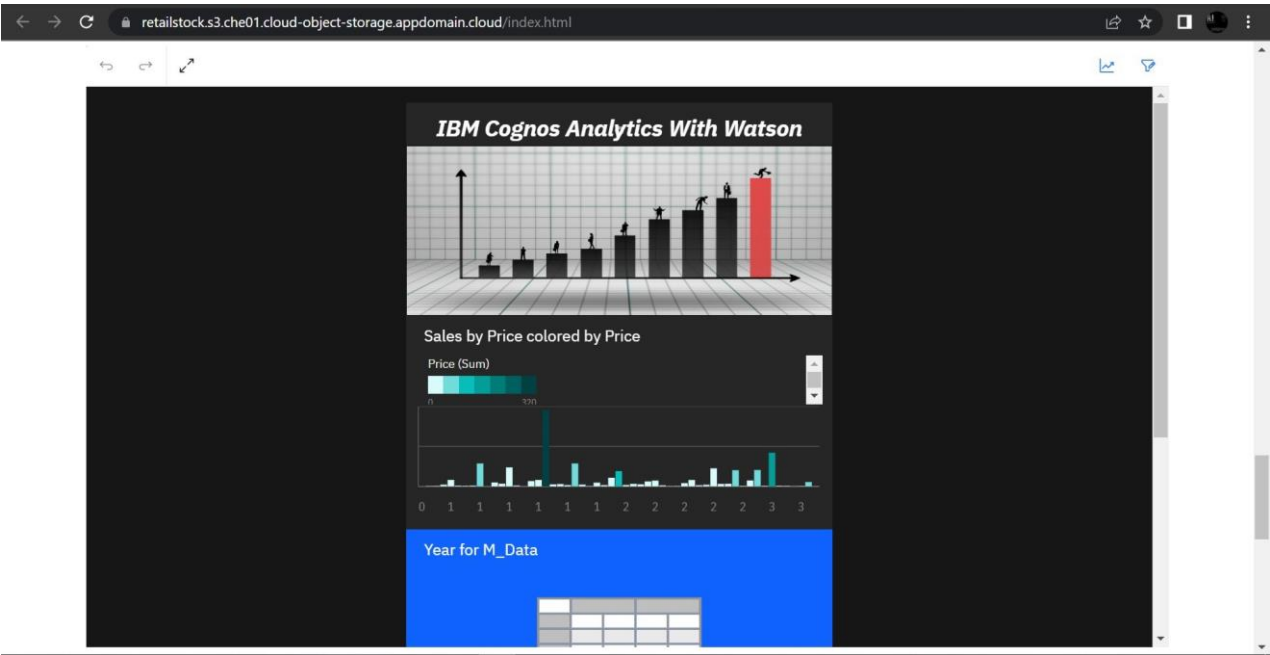 retailstock.s3.che01.cloud-object-storage.appdomain.cloud/index.html
IBM Cognos Analytics With Watson
Sales by Price colored by Price
Price (Sum)
0 320
0 1 1 1 1 1 1 2 2 2 2 2 3 3
Year for M_Data